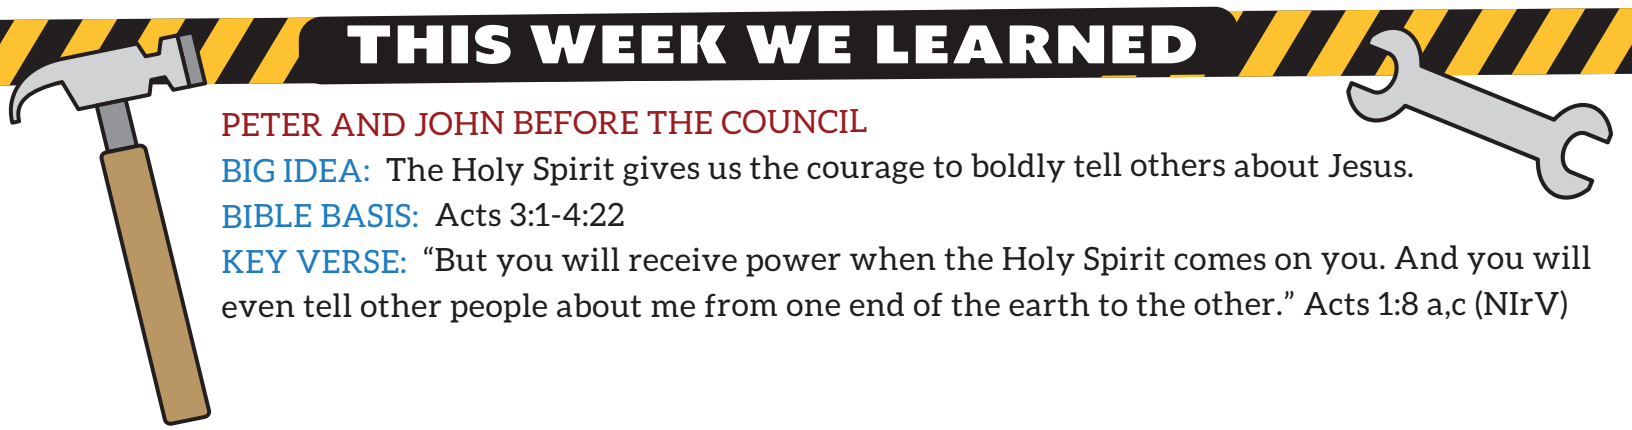 THIS WEEK WE LEARNED
PETER AND JOHN BEFORE THE COUNCIL
BIG IDEA: The Holy Spirit gives us the courage to boldly tell others about Jesus.
BIBLE BASIS: Acts 3:1-4:22
KEY VERSE: “But you will receive power when the Holy Spirit comes on you. And you will
even tell other people about me from one end of the earth to the other.” Acts 1:8 a,c (NIrV)